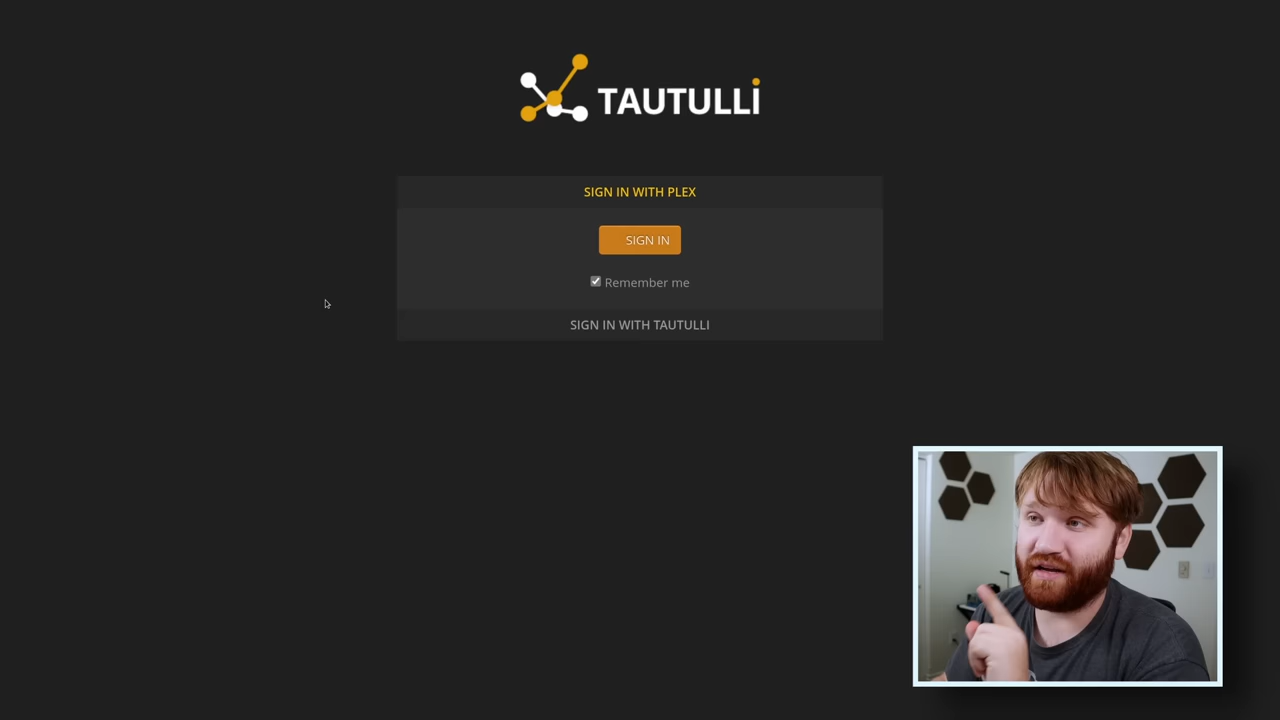 TAUTULLi
SIGN IN WITH PLEX
SIGN IN
Remember me
SIGN IN WITH TAUTULLI